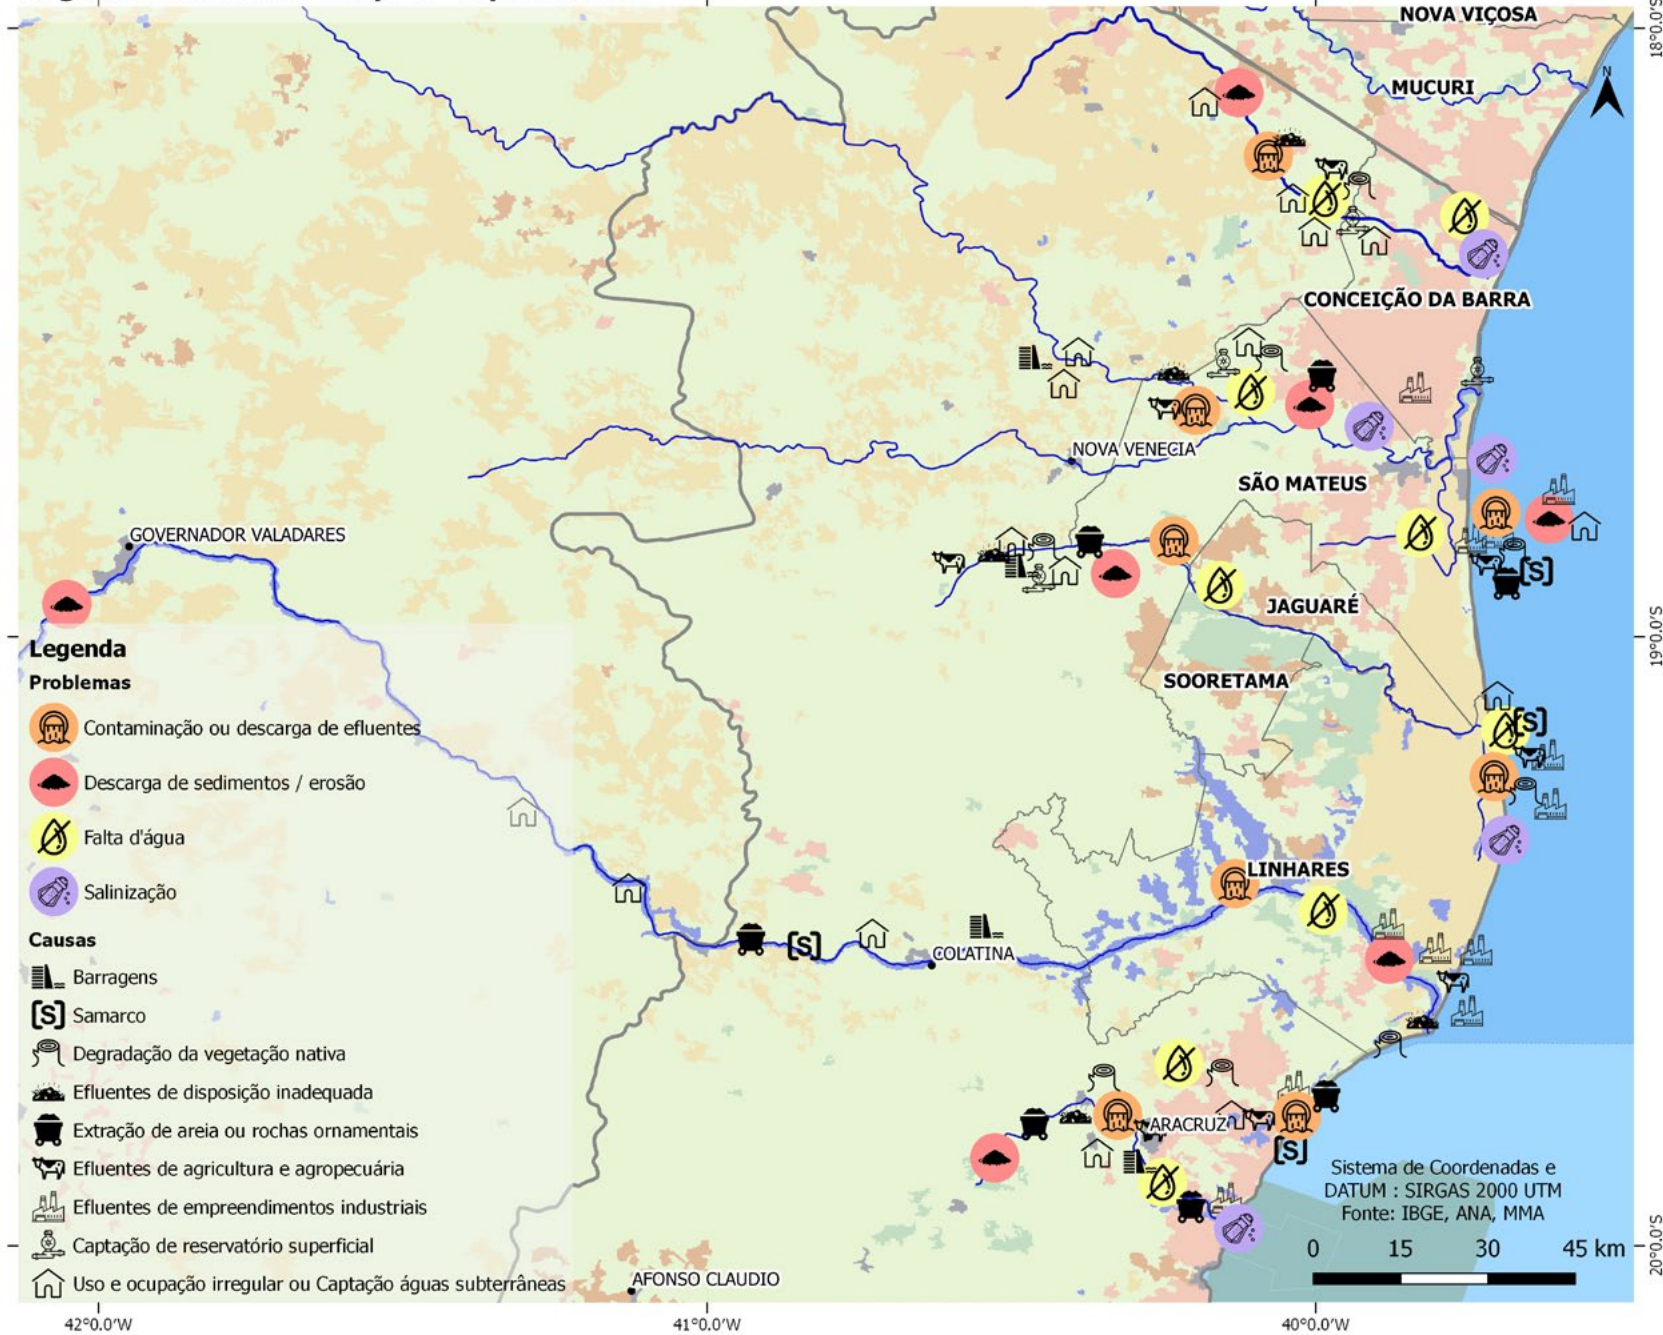 NOVA VIÇOSA
18°0.0'S
N
MUCURI
CONCEIÇÃO DA BARRA
NOVA VENECIA
SÃO MATEUS
GOVERNADOR VALADARES
[S]
JAGUARÉ
19°0.0'S
SOORETAMA
[S]
LINHARES
[S]
COLATINA
ARACRUZ
[S]
AFONSO CLAUDIO
Legenda
Problemas
Contaminação ou descarga de efluentes
Descarga de sedimentos / erosão
Falta d'água
Salinização
Causas
Barragens
[S] Samarco
Degradação da vegetação nativa
Efluentes de disposição inadequada
Extração de areia ou rochas ornamentais
Efluentes de agricultura e agropecuária
Efluentes de empreendimentos industriais
Captação de reservatório superficial
Uso e ocupação irregular ou Captação águas subterrâneas
Sistema de Coordenadas e
DATUM : SIRGAS 2000 UTM
Fonte: IBGE, ANA, MMA
0 15 30 45 km
20°0.0'S
42°0.0'W 41°0.0'W 40°0.0'W